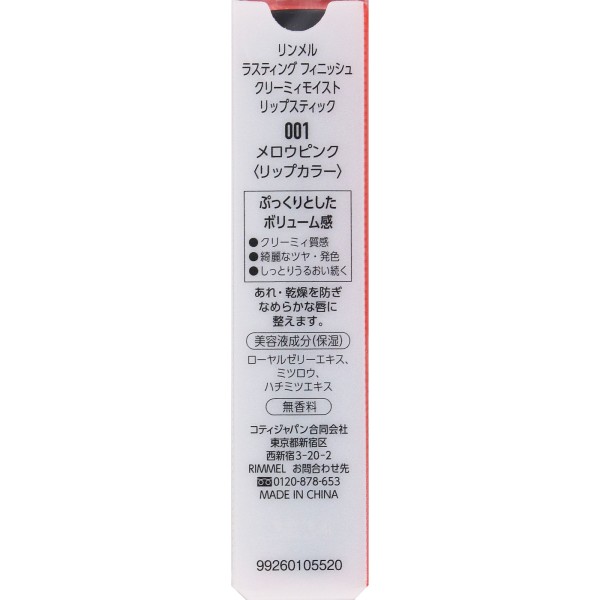 リンメル
ラスティング フィニッシュ
クリーミィモイスト
リップスティック
001
メロウピンク
〈リップカラー〉
ぷっくりとした
ボリューム感
●クリーミィ質感
●綺麗なツヤ・発色
●しっとりうるおい続く
あれ・乾燥を防ぎ
なめらかな唇に
整えます。
美容液成分(保湿)
ローヤルゼリーエキス、
ミツロウ、
ハチミツエキス
無香料
コティジャパン合同会社
東京都新宿区
西新宿3-20-2
RIMMEL お問合わせ先
0120-878-653
MADE IN CHINA
99260105520